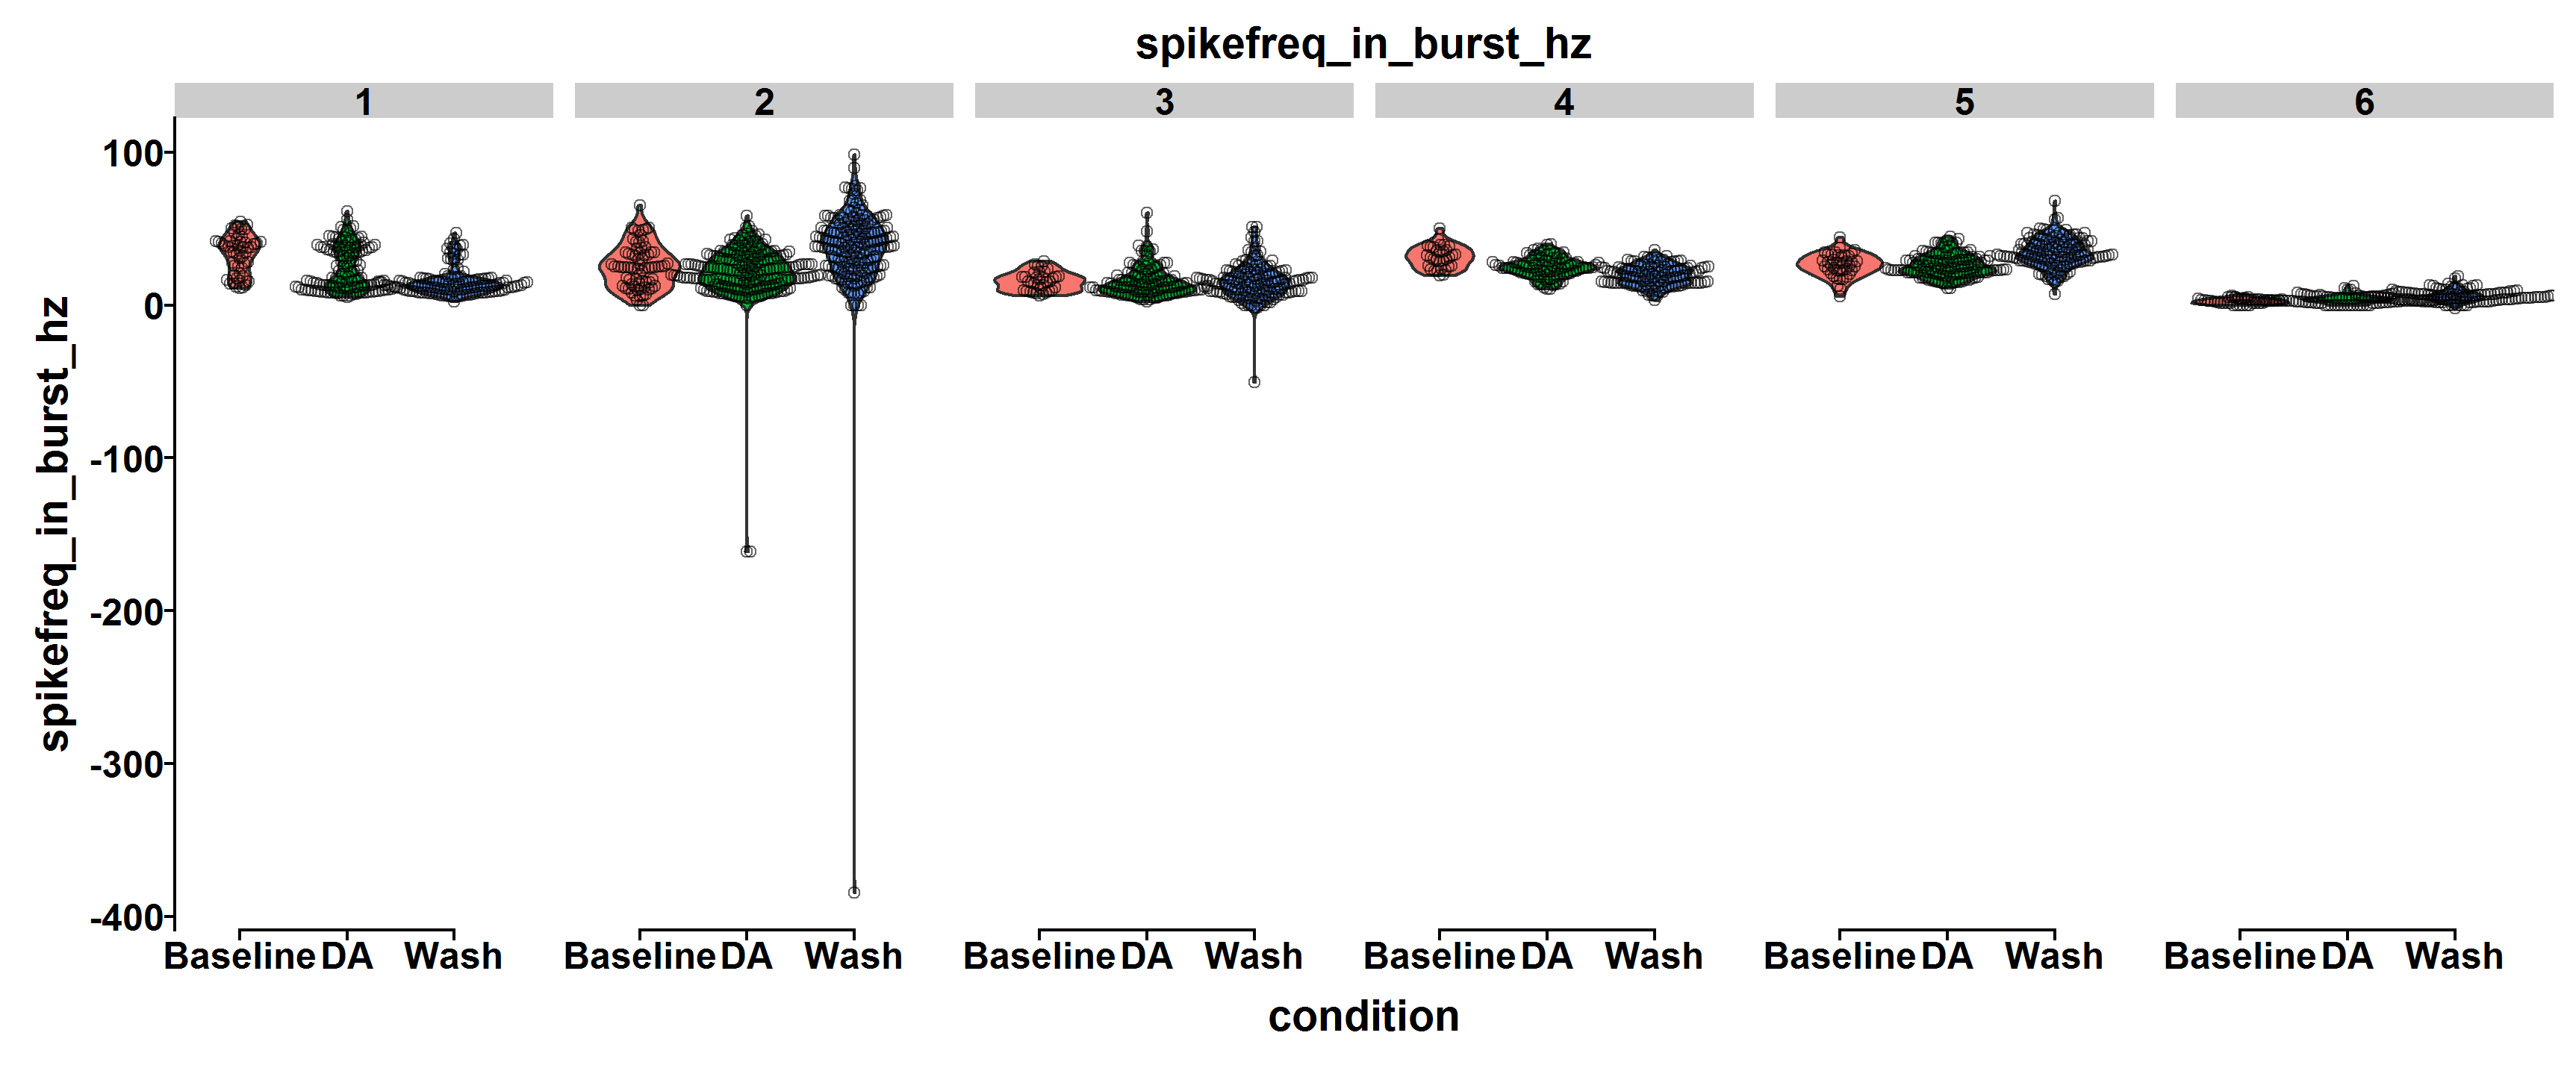 spikefreq_in_burst_hz
1 2 3 4 5 6
spikefreq_in_burst_hz
100
0
-100
-200
-300
-400
Baseline DA Wash Baseline DA Wash Baseline DA Wash Baseline DA Wash Baseline DA Wash Baseline DA Wash
condition